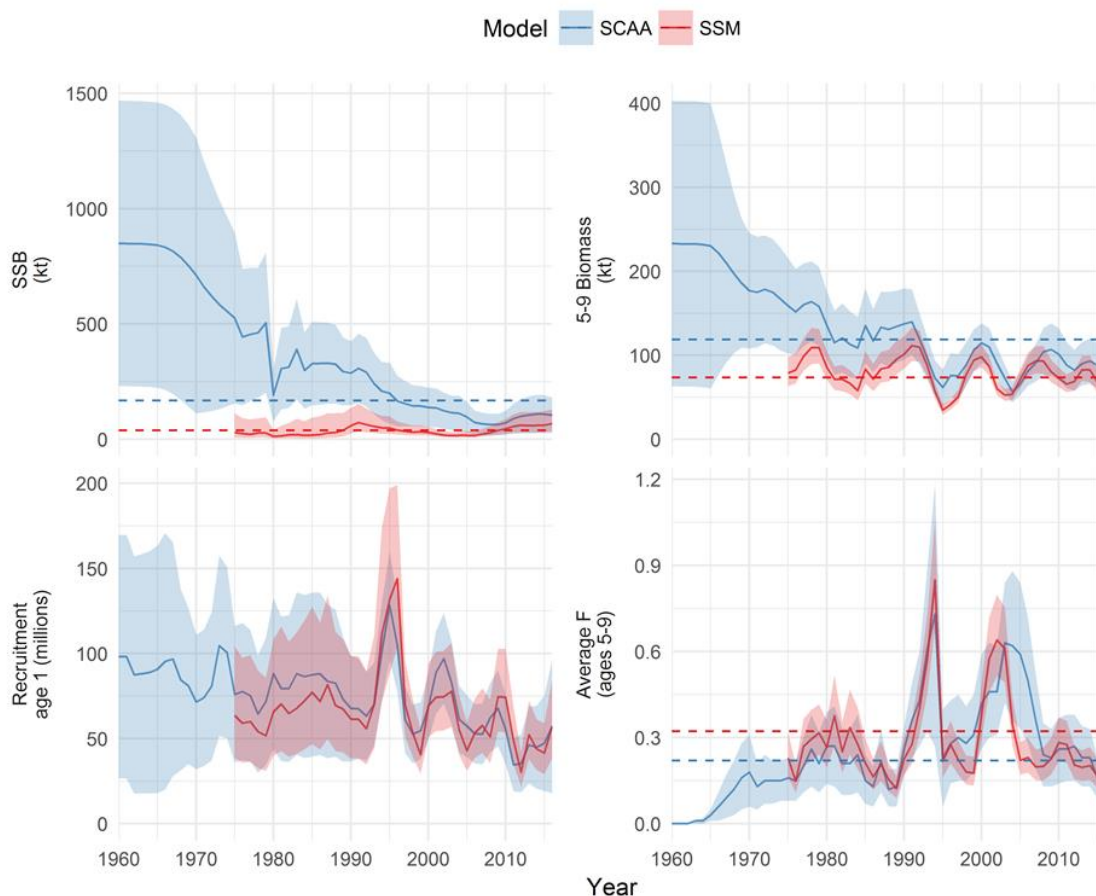 Model SCAA SSM
SSB
(kt)
1500
1000
500
0
5-9 Biomass
(kt)
400
300
200
100
0
Recruitment
age 1 (millions)
200
150
100
50
0
1960 1970 1980 1990 2000 2010
Average F
(ages 5-9)
1.2
0.9
0.6
0.3
0.0
1960 1970 1980 1990 2000 2010
Year